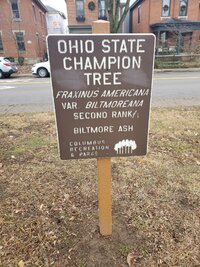 OHIO STATE
CHAMPION
TREE
FRAXINUS AMERICANA
VAR. BILTMOREANA
SECOND RANK
BILTMORE ASH
COLUMBUS
RECREATION
& PARKS